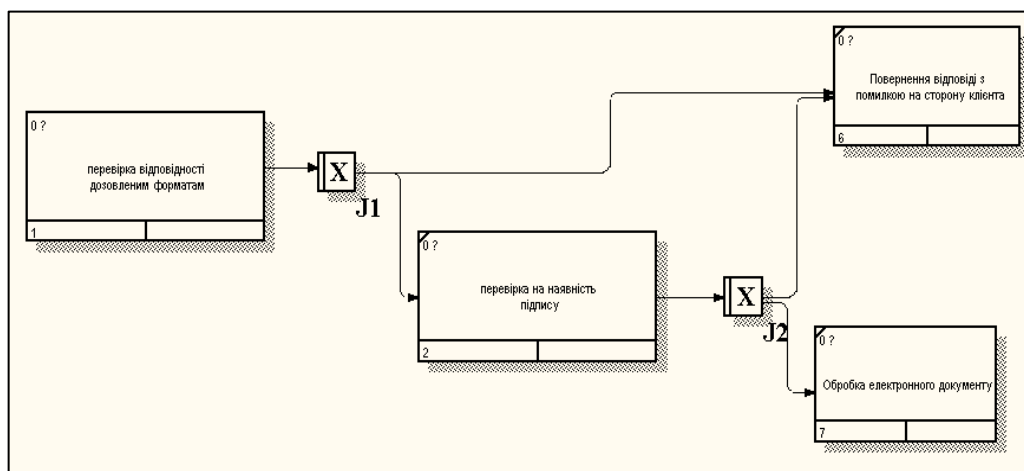 0 ?
перевірка відповідності
дозовленим форматам
1
X
J1
0 ?
перевірка на наявність
підпису
2
X
J2
0 ?
Повернення відповіді з
помилкою на сторону клієнта
6
0 ?
Обробка електронного документу
7